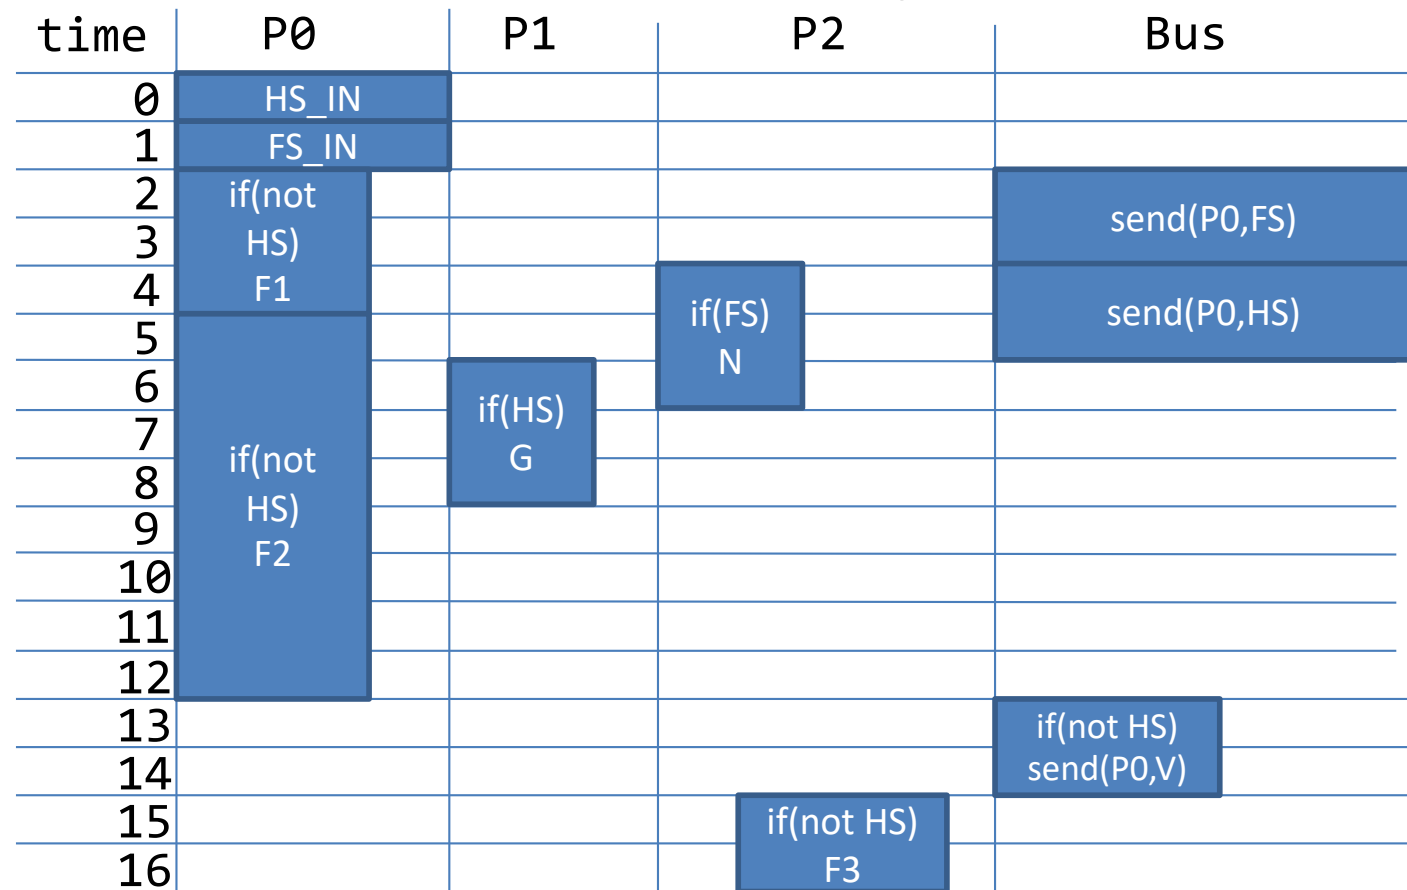 time P0 P1 P2 Bus
0 HS_IN
1 FS_IN
2 if(not
HS)
F1
3
4
send(P0,FS)
send(P0,HS)
if(FS)
N
5
6
if(HS)
G
7
8
if(not
HS)
F2
9
10
11
12
13
if(not HS)
send(P0,V)
14
15
if(not HS)
F3
16